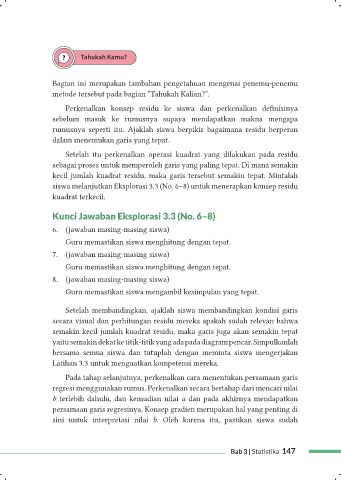 ? Tahukah Kamu?
Bagian ini merupakan tambahan pengetahuan mengenai penemu-penemu
metode tersebut pada bagian "Tahukah Kalian?".
Perkenalkan konsep residu ke siswa dan perkenalkan definisinya
sebelum masuk ke rumusnya supaya mendapatkan makna mengapa
rumusnya seperti itu. Ajaklah siswa berpikir bagaimana residu berperan
dalam menemukan garis yang tepat.
Setelah itu perkenalkan operasi kuadrat yang dilakukan pada residu
sebagai proses untuk memperoleh garis yang paling tepat. Di mana semakin
kecil jumlah kuadrat residu, maka garis tersebut semakin tepat. Mintalah
siswa melanjutkan Eksplorasi 3.3 (No. 6–8) untuk menerapkan konsep residu
kuadrat terkecil.
Kunci Jawaban Eksplorasi 3.3 (No. 6–8)
6. (jawaban masing-masing siswa)
Guru memastikan siswa menghitung dengan tepat.
7. (jawaban masing-masing siswa)
Guru memastikan siswa menghitung dengan tepat.
8. (jawaban masing-masing siswa)
Guru memastikan siswa mengambil kesimpulan yang tepat.
Setelah membandingkan, ajaklah siswa membandingkan kondisi garis
secara visual dan perhitungan residu mereka apakah sudah relevan bahwa
semakin kecil jumlah kuadrat residu, maka garis juga akan semakin tepat
yaitu semakin dekat ke titik-titik yang ada pada diagram pencar. Simpulkanlah
bersama semua siswa dan tutuplah dengan meminta siswa mengerjakan
Latihan 3.3 untuk menguatkan kompetensi mereka.
Pada tahap selanjutnya, perkenalkan cara menentukan persamaan garis
regresi menggunakan rumus. Perkenalkan secara bertahap dari mencari nilai
b terlebih dahulu, dan kemudian nilai a dan pada akhirnya mendapatkan
persamaan garis regresinya. Konsep gradien merupakan hal yang penting di
sini untuk interpretasi nilai b. Oleh karena itu, pastikan siswa sudah
Bab 3 | Statistika 147